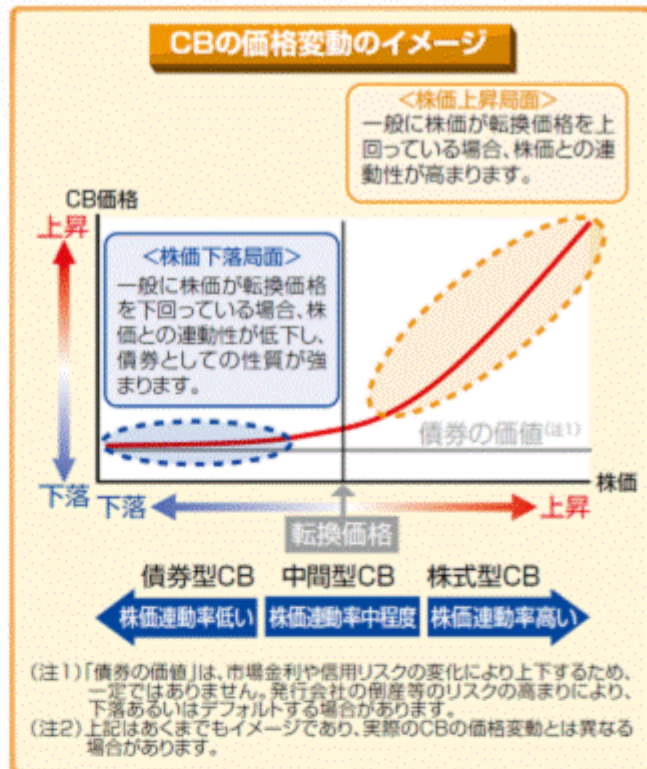 CBの価格変動のイメージ
<株価上昇局面>
一般に株価が転換価格を上
回っている場合、株価との連
動性が高まります。
CB価格
上昇
<株価下落局面>
一般に株価が転換価格
を下回っている場合、株
価との連動性が低下し、
債券としての性質が強
まります。
債券の価値(注1)
株価
下落
下落
上昇
転換価格
債券型CB 中間型CB 株式型CB
株価連動率低い 株価連動率中程度 株価連動率高い
(注1)「債券の価値」は、市場金利や信用リスクの変化により上下するため、
一定ではありません。発行会社の倒産等のリスクの高まりにより、
下落あるいはデフォルトする場合があります。
(注2)上記はあくまでもイメージであり、実際のCBの価格変動とは異なる
場合があります。